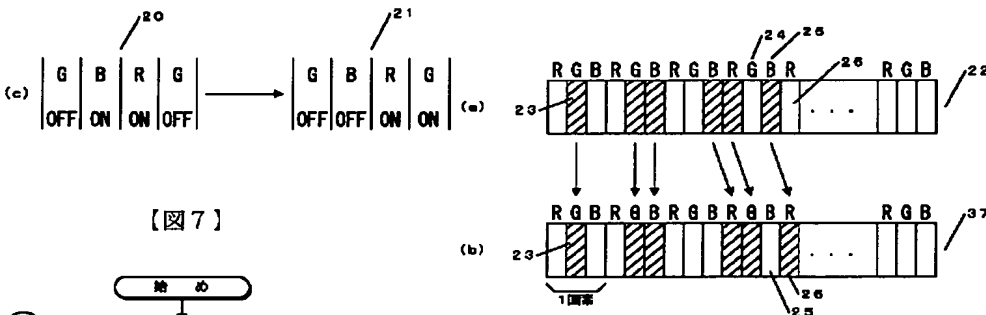 20
21
(c) G B R G G B R G
OFF ON ON OFF OFF OFF ON ON
【図7】
始め
24 25
R G B R G B R G B R G B R R G B
(a) 23 26 . . . 22
R G B R G B R G B R G B R R G B
(b) 23 . . . 37
1画素 25 26